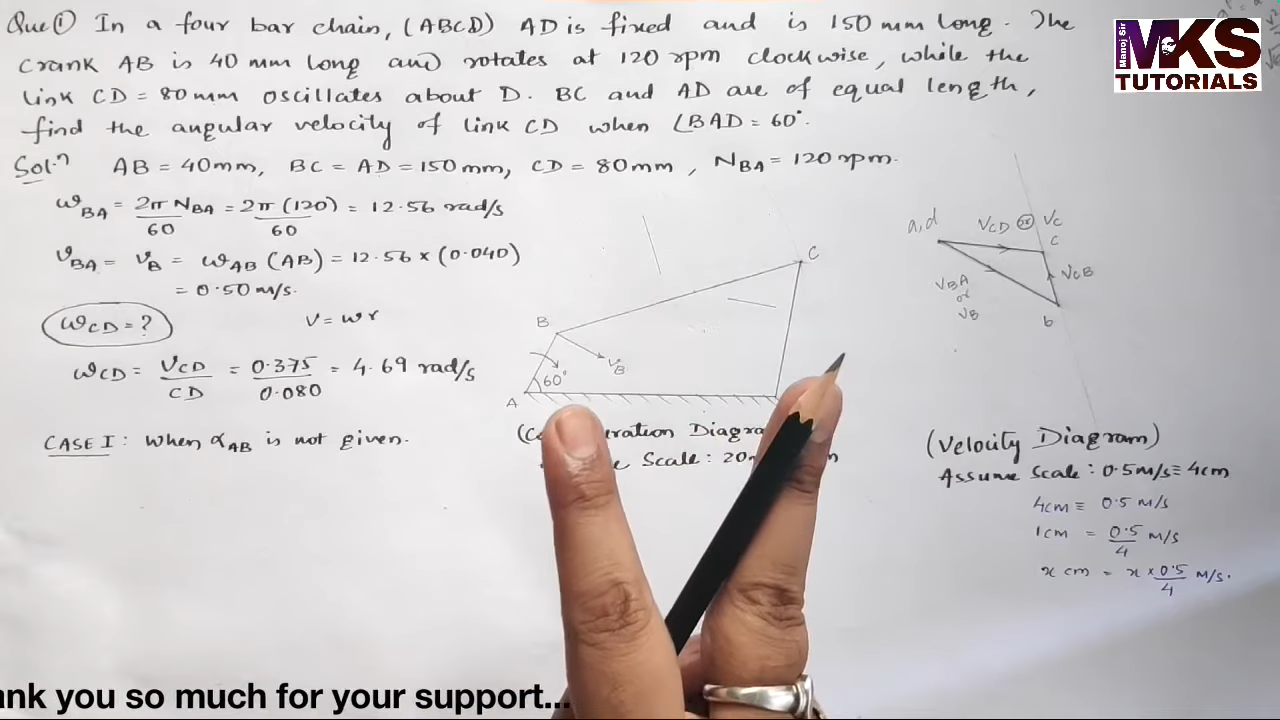 Que① In a four bar chain, (ABCD) AD is fixed and is 150 mm long. The
crank AB is 40 mm long and rotates at 120 rpm clockwise, while the
link CD = 80mm oscillates about D. BC and AD are of equal length,
find the angular velocity of link CD when ∠BAD = 60°.
Manoj Sir
MKS
TUTORIALS
Solⁿ AB = 40mm, BC = AD = 150mm, CD = 80mm, N_BA = 120 rpm.
ω_BA = 2π N_BA / 60 = 2π (120) / 60 = 12.56 rad/s
V_BA = V_B = ω_AB (AB) = 12.56 × (0.040)
= 0.50 m/s.
ω_CD = ?
V = ωr
ω_CD = V_CD / CD = 0.375 / 0.080 = 4.69 rad/s
CASE I : When α_AB is not given.
C
B
V_B
60°
A
Diagra
Scale: 20
a,d
V_CD or V_C
c
V_CB
V_BA
or
V_B
b
(Velocity Diagram)
Assume scale : 0.5m/s ≡ 4cm
4cm ≡ 0.5 m/s
1cm = 0.5/4 m/s
x cm = x × 0.5/4 m/s.
ank you so much for your support...